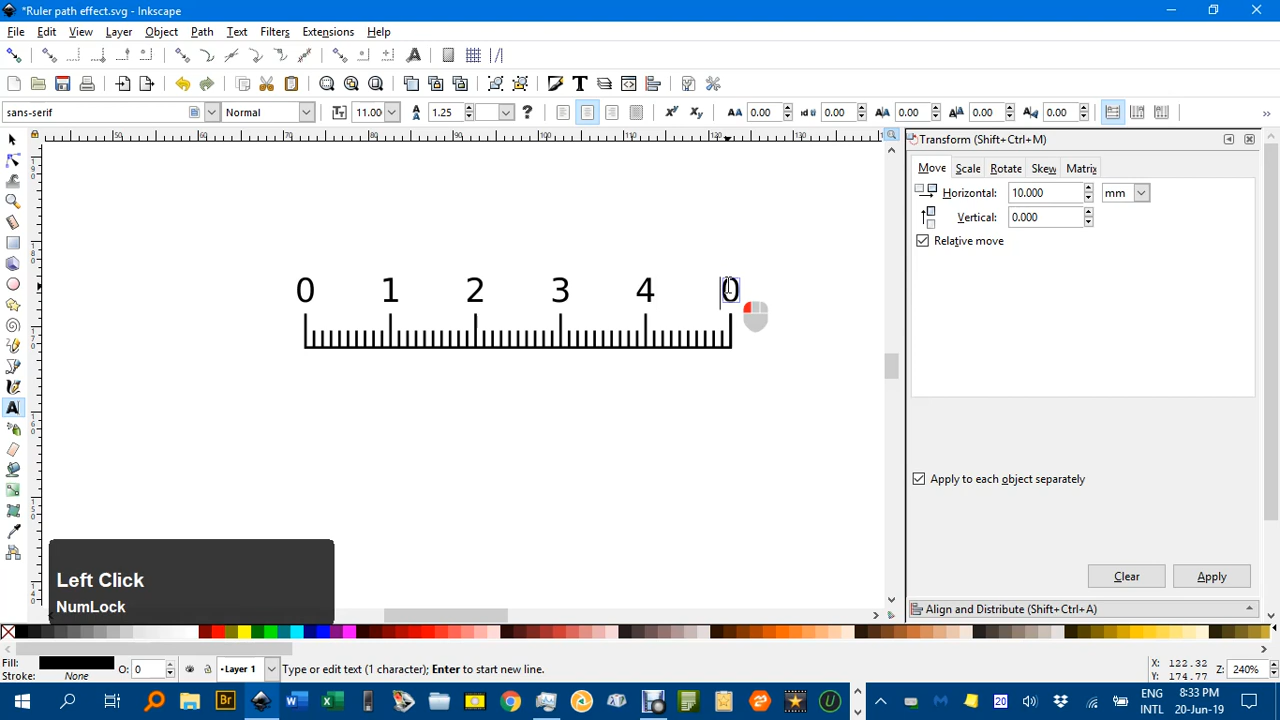 *Ruler path effect.svg - Inkscape
File Edit View Layer Object Path Text Filters Extensions Help
sans-serif Normal 11.00 1.25 0.00 0.00 0.00 0.00 0.00
Transform (Shift+Ctrl+M)
Move Scale Rotate Skew Matrix
Horizontal: 10.000 mm
Vertical: 0.000
Relative move
0 1 2 3 4 0
Apply to each object separately
Clear Apply
Left Click
NumLock
Align and Distribute (Shift+Ctrl+A)
Fill:
Stroke: None
O: 0
Layer 1
Type or edit text (1 character); Enter to start new line.
X: 122.32
Y: 174.77
Z: 240%
ENG
INTL
8:33 PM
20-Jun-19
20
Br